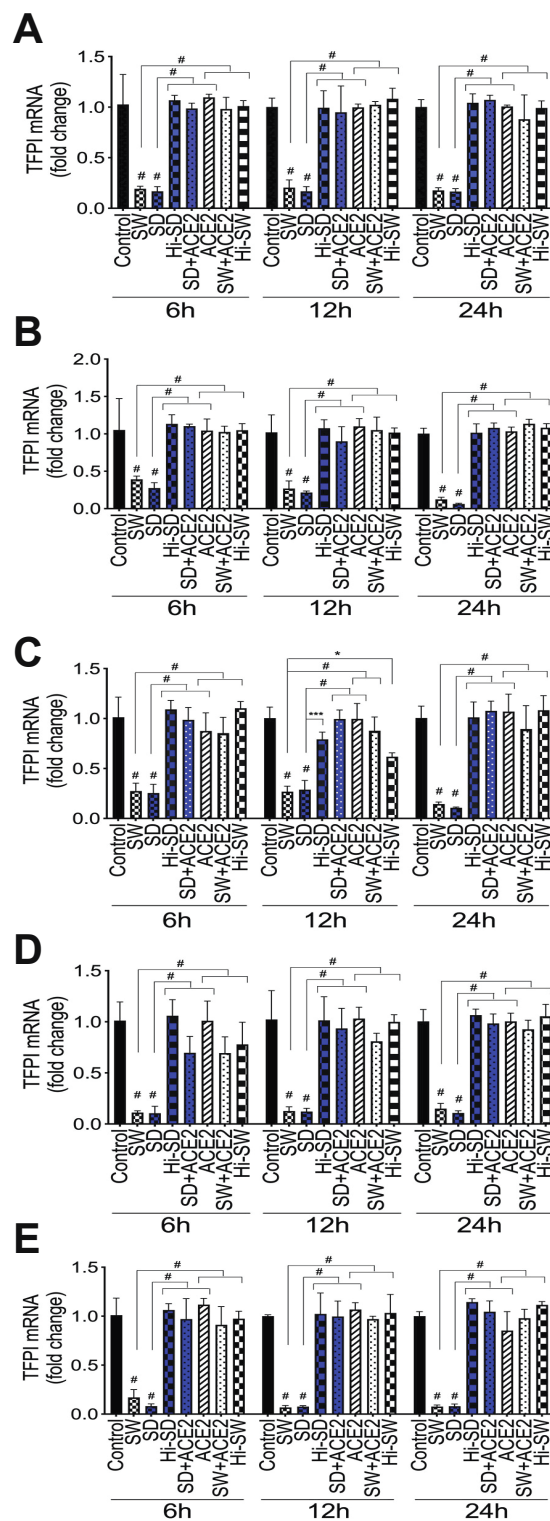 A
TFPI mRNA
(fold change)
1.5
1.0
0.5
0.0
# # # # # # # # # # # #
Control SW SD Hi-SD SD+ACE2 ACE2 SW+ACE2 Hi-SW
Control SW SD Hi-SD SD+ACE2 ACE2 SW+ACE2 Hi-SW
Control SW SD Hi-SD SD+ACE2 ACE2 SW+ACE2 Hi-SW
6h 12h 24h
B
TFPI mRNA
(fold change)
2.0
1.5
1.0
0.5
0.0
# # # # # # # # # # # #
Control SW SD Hi-SD SD+ACE2 ACE2 SW+ACE2 Hi-SW
Control SW SD Hi-SD SD+ACE2 ACE2 SW+ACE2 Hi-SW
Control SW SD Hi-SD SD+ACE2 ACE2 SW+ACE2 Hi-SW
6h 12h 24h
C
TFPI mRNA
(fold change)
1.5
1.0
0.5
0.0
# # # # * # # *** # # # # # #
Control SW SD Hi-SD SD+ACE2 ACE2 SW+ACE2 Hi-SW
Control SW SD Hi-SD SD+ACE2 ACE2 SW+ACE2 Hi-SW
Control SW SD Hi-SD SD+ACE2 ACE2 SW+ACE2 Hi-SW
6h 12h 24h
D
TFPI mRNA
(fold change)
1.5
1.0
0.5
0.0
# # # # # # # # # # # #
Control SW SD Hi-SD SD+ACE2 ACE2 SW+ACE2 Hi-SW
Control SW SD Hi-SD SD+ACE2 ACE2 SW+ACE2 Hi-SW
Control SW SD Hi-SD SD+ACE2 ACE2 SW+ACE2 Hi-SW
6h 12h 24h
E
TFPI mRNA
(fold change)
1.5
1.0
0.5
0.0
# # # # # # # # # # # #
Control SW SD Hi-SD SD+ACE2 ACE2 SW+ACE2 Hi-SW
Control SW SD Hi-SD SD+ACE2 ACE2 SW+ACE2 Hi-SW
Control SW SD Hi-SD SD+ACE2 ACE2 SW+ACE2 Hi-SW
6h 12h 24h